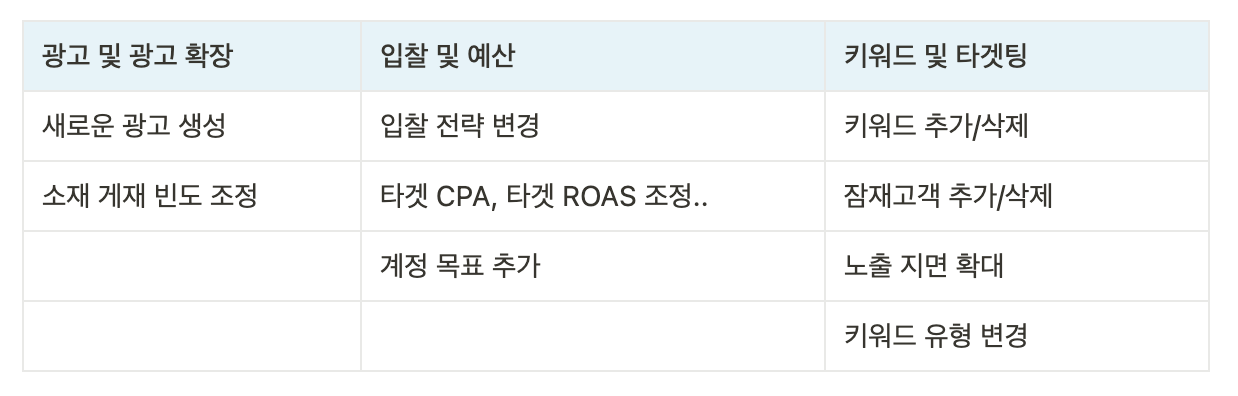 광고 및 광고 확장 입찰 및 예산 키워드 및 타겟팅
새로운 광고 생성 입찰 전략 변경 키워드 추가/삭제
소재 게재 빈도 조정 타겟 CPA, 타겟 ROAS 조정.. 잠재고객 추가/삭제
계정 목표 추가 노출 지면 확대
키워드 유형 변경